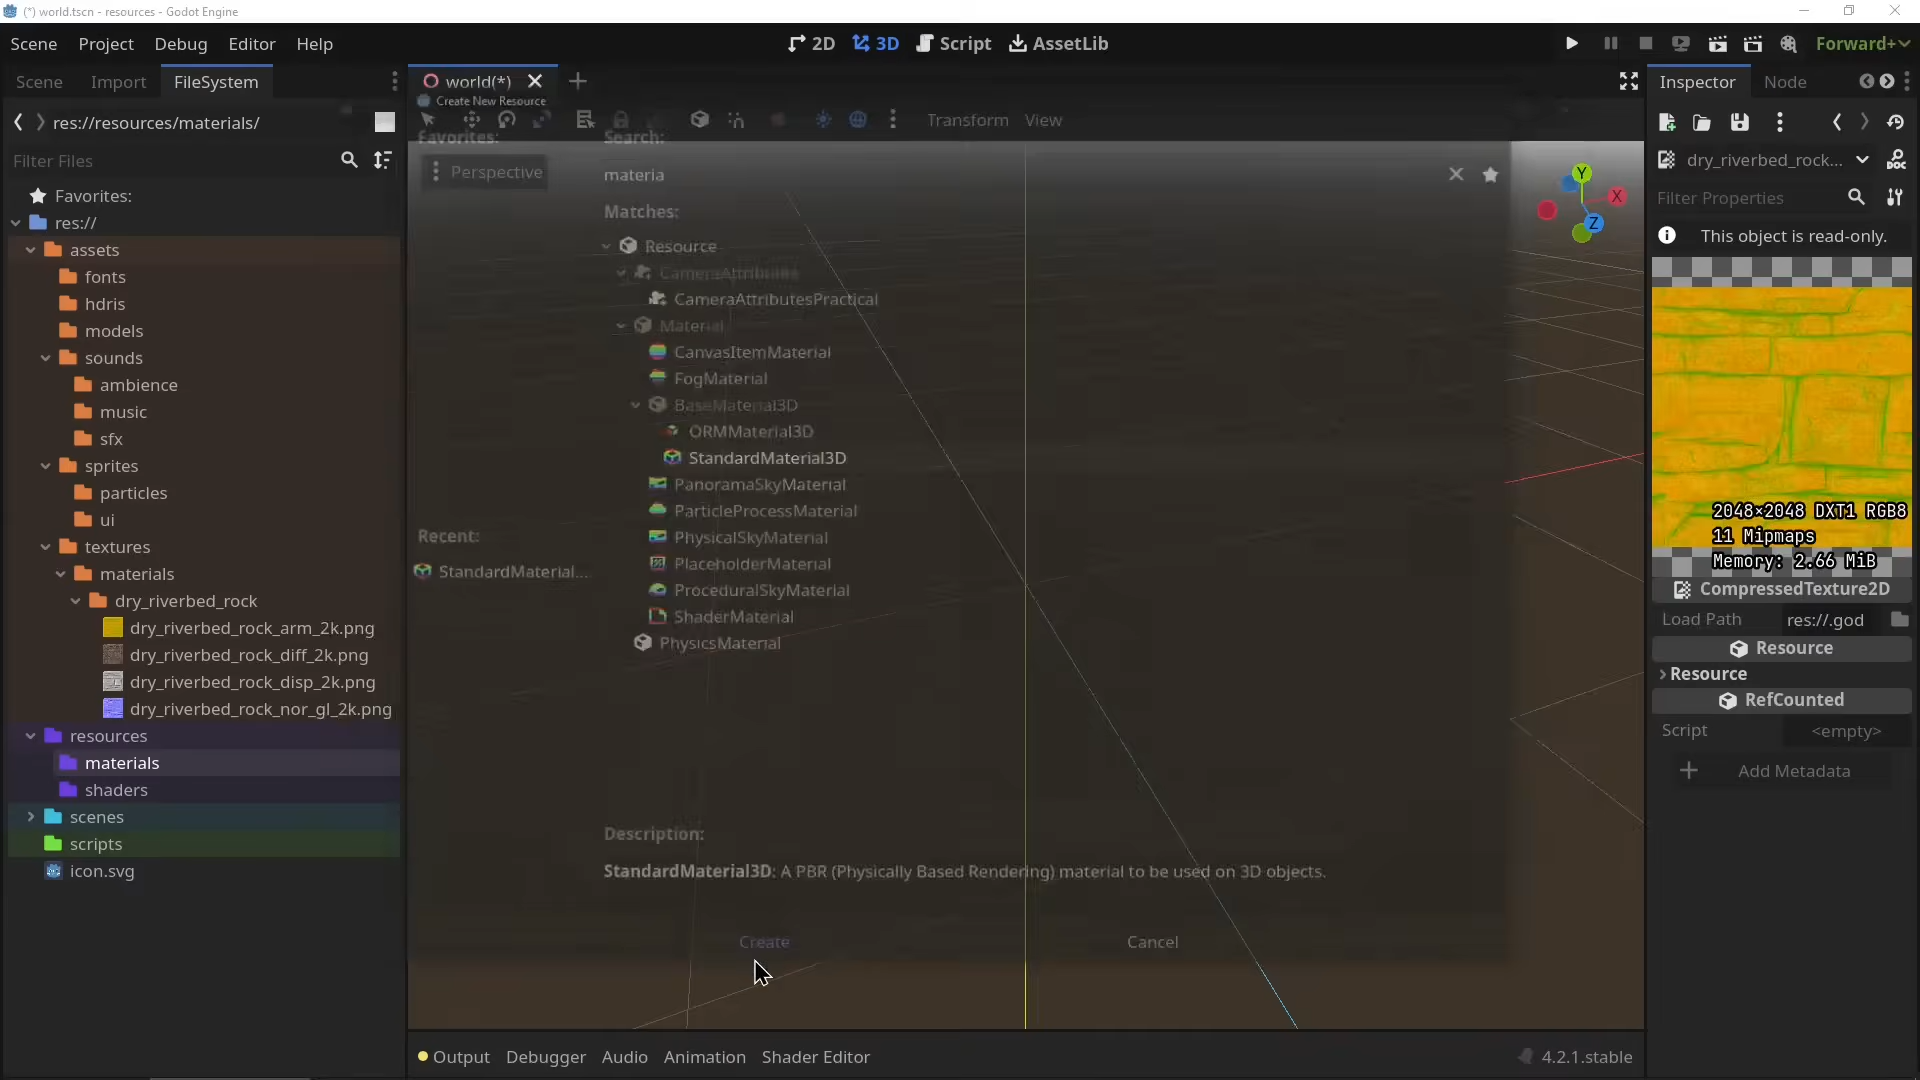 (*) world.tscn - resources - Godot Engine
Scene Project Debug Editor Help
2D 3D Script AssetLib
Forward+
Scene Import FileSystem
res://resources/materials/
Filter Files
Favorites:
res://
assets
fonts
hdris
models
sounds
ambience
music
sfx
sprites
particles
ui
textures
materials
dry_riverbed_rock
dry_riverbed_rock_arm_2k.png
dry_riverbed_rock_diff_2k.png
dry_riverbed_rock_disp_2k.png
dry_riverbed_rock_nor_gl_2k.png
resources
materials
shaders
scenes
scripts
icon.svg
world(*)
Create New Resource
Transform View
Favorites:
Perspective
Recent:
StandardMaterial...
Search:
materia
Matches:
Resource
CameraAttributes
CameraAttributesPractical
Material
CanvasItemMaterial
FogMaterial
BaseMaterial3D
ORMMaterial3D
StandardMaterial3D
PanoramaSkyMaterial
ParticleProcessMaterial
PhysicalSkyMaterial
PlaceholderMaterial
ProceduralSkyMaterial
ShaderMaterial
PhysicsMaterial
Description:
StandardMaterial3D: A PBR (Physically Based Rendering) material to be used on 3D objects.
Create Cancel
Y
X
Z
Output Debugger Audio Animation Shader Editor
4.2.1.stable
Inspector Node
dry_riverbed_rock...
DOC
Filter Properties
This object is read-only.
2048×2048 DXT1 RGB8
11 Mipmaps
Memory: 2.66 MiB
CompressedTexture2D
Load Path res://.god
Resource
Resource
RefCounted
Script <empty>
Add Metadata